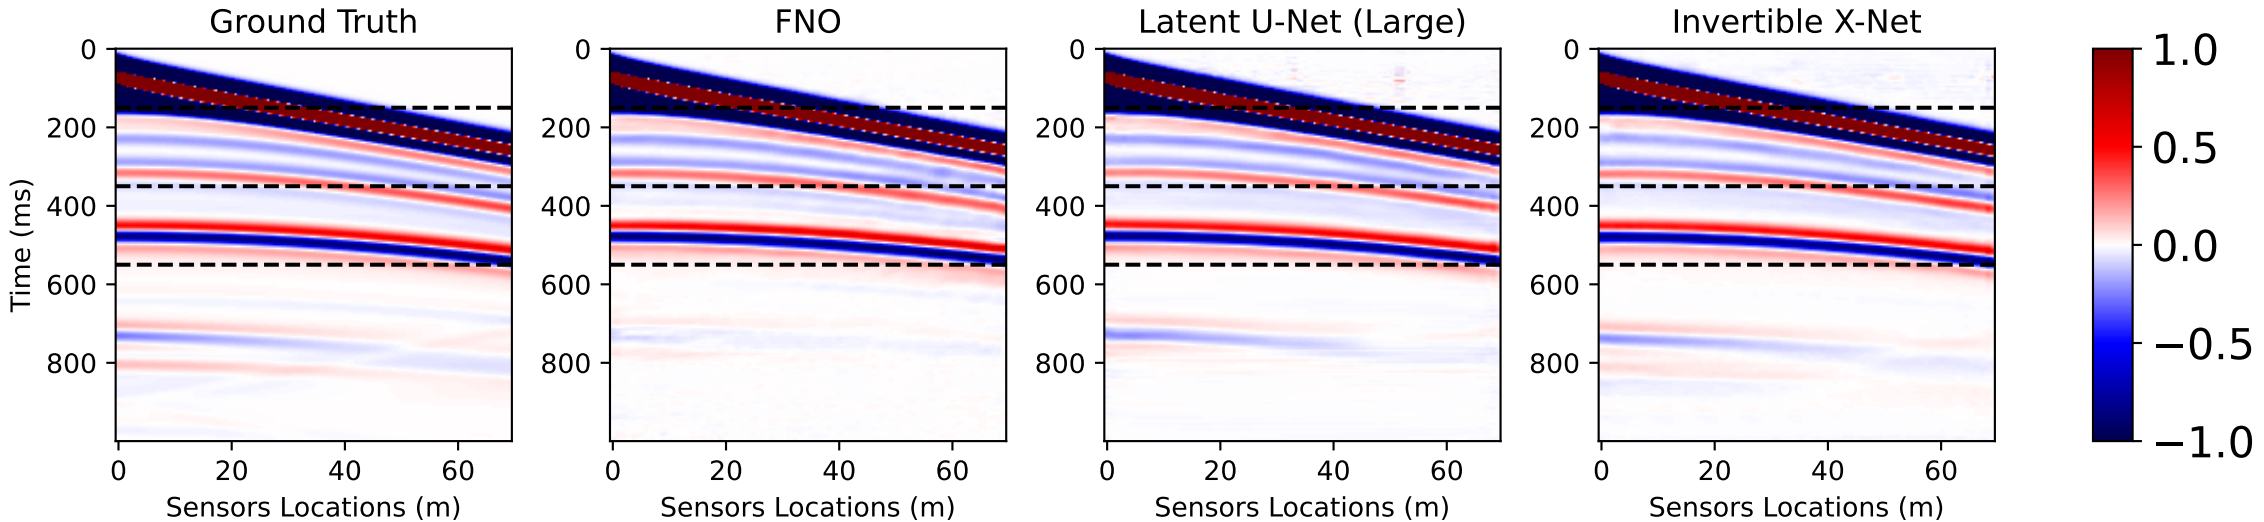 Ground Truth
FNO
Latent U-Net (Large)
Invertible X-Net
Time (ms)
0
200
400
600
800
0 20 40 60
Sensors Locations (m)
0
200
400
600
800
0 20 40 60
Sensors Locations (m)
0
200
400
600
800
0 20 40 60
Sensors Locations (m)
0
200
400
600
800
0 20 40 60
Sensors Locations (m)
1.0
0.5
0.0
−0.5
−1.0